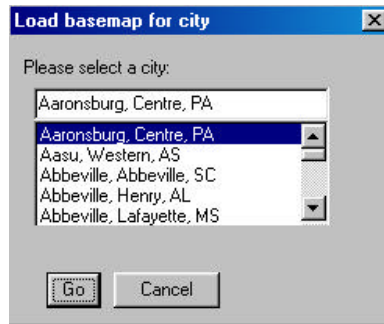 Load basemap for city
Please select a city:
Aaronsburg, Centre, PA
Aaronsburg, Centre, PA
Aasu, Western, AS
Abbeville, Abbeville, SC
Abbeville, Henry, AL
Abbeville, Lafayette, MS
Go Cancel